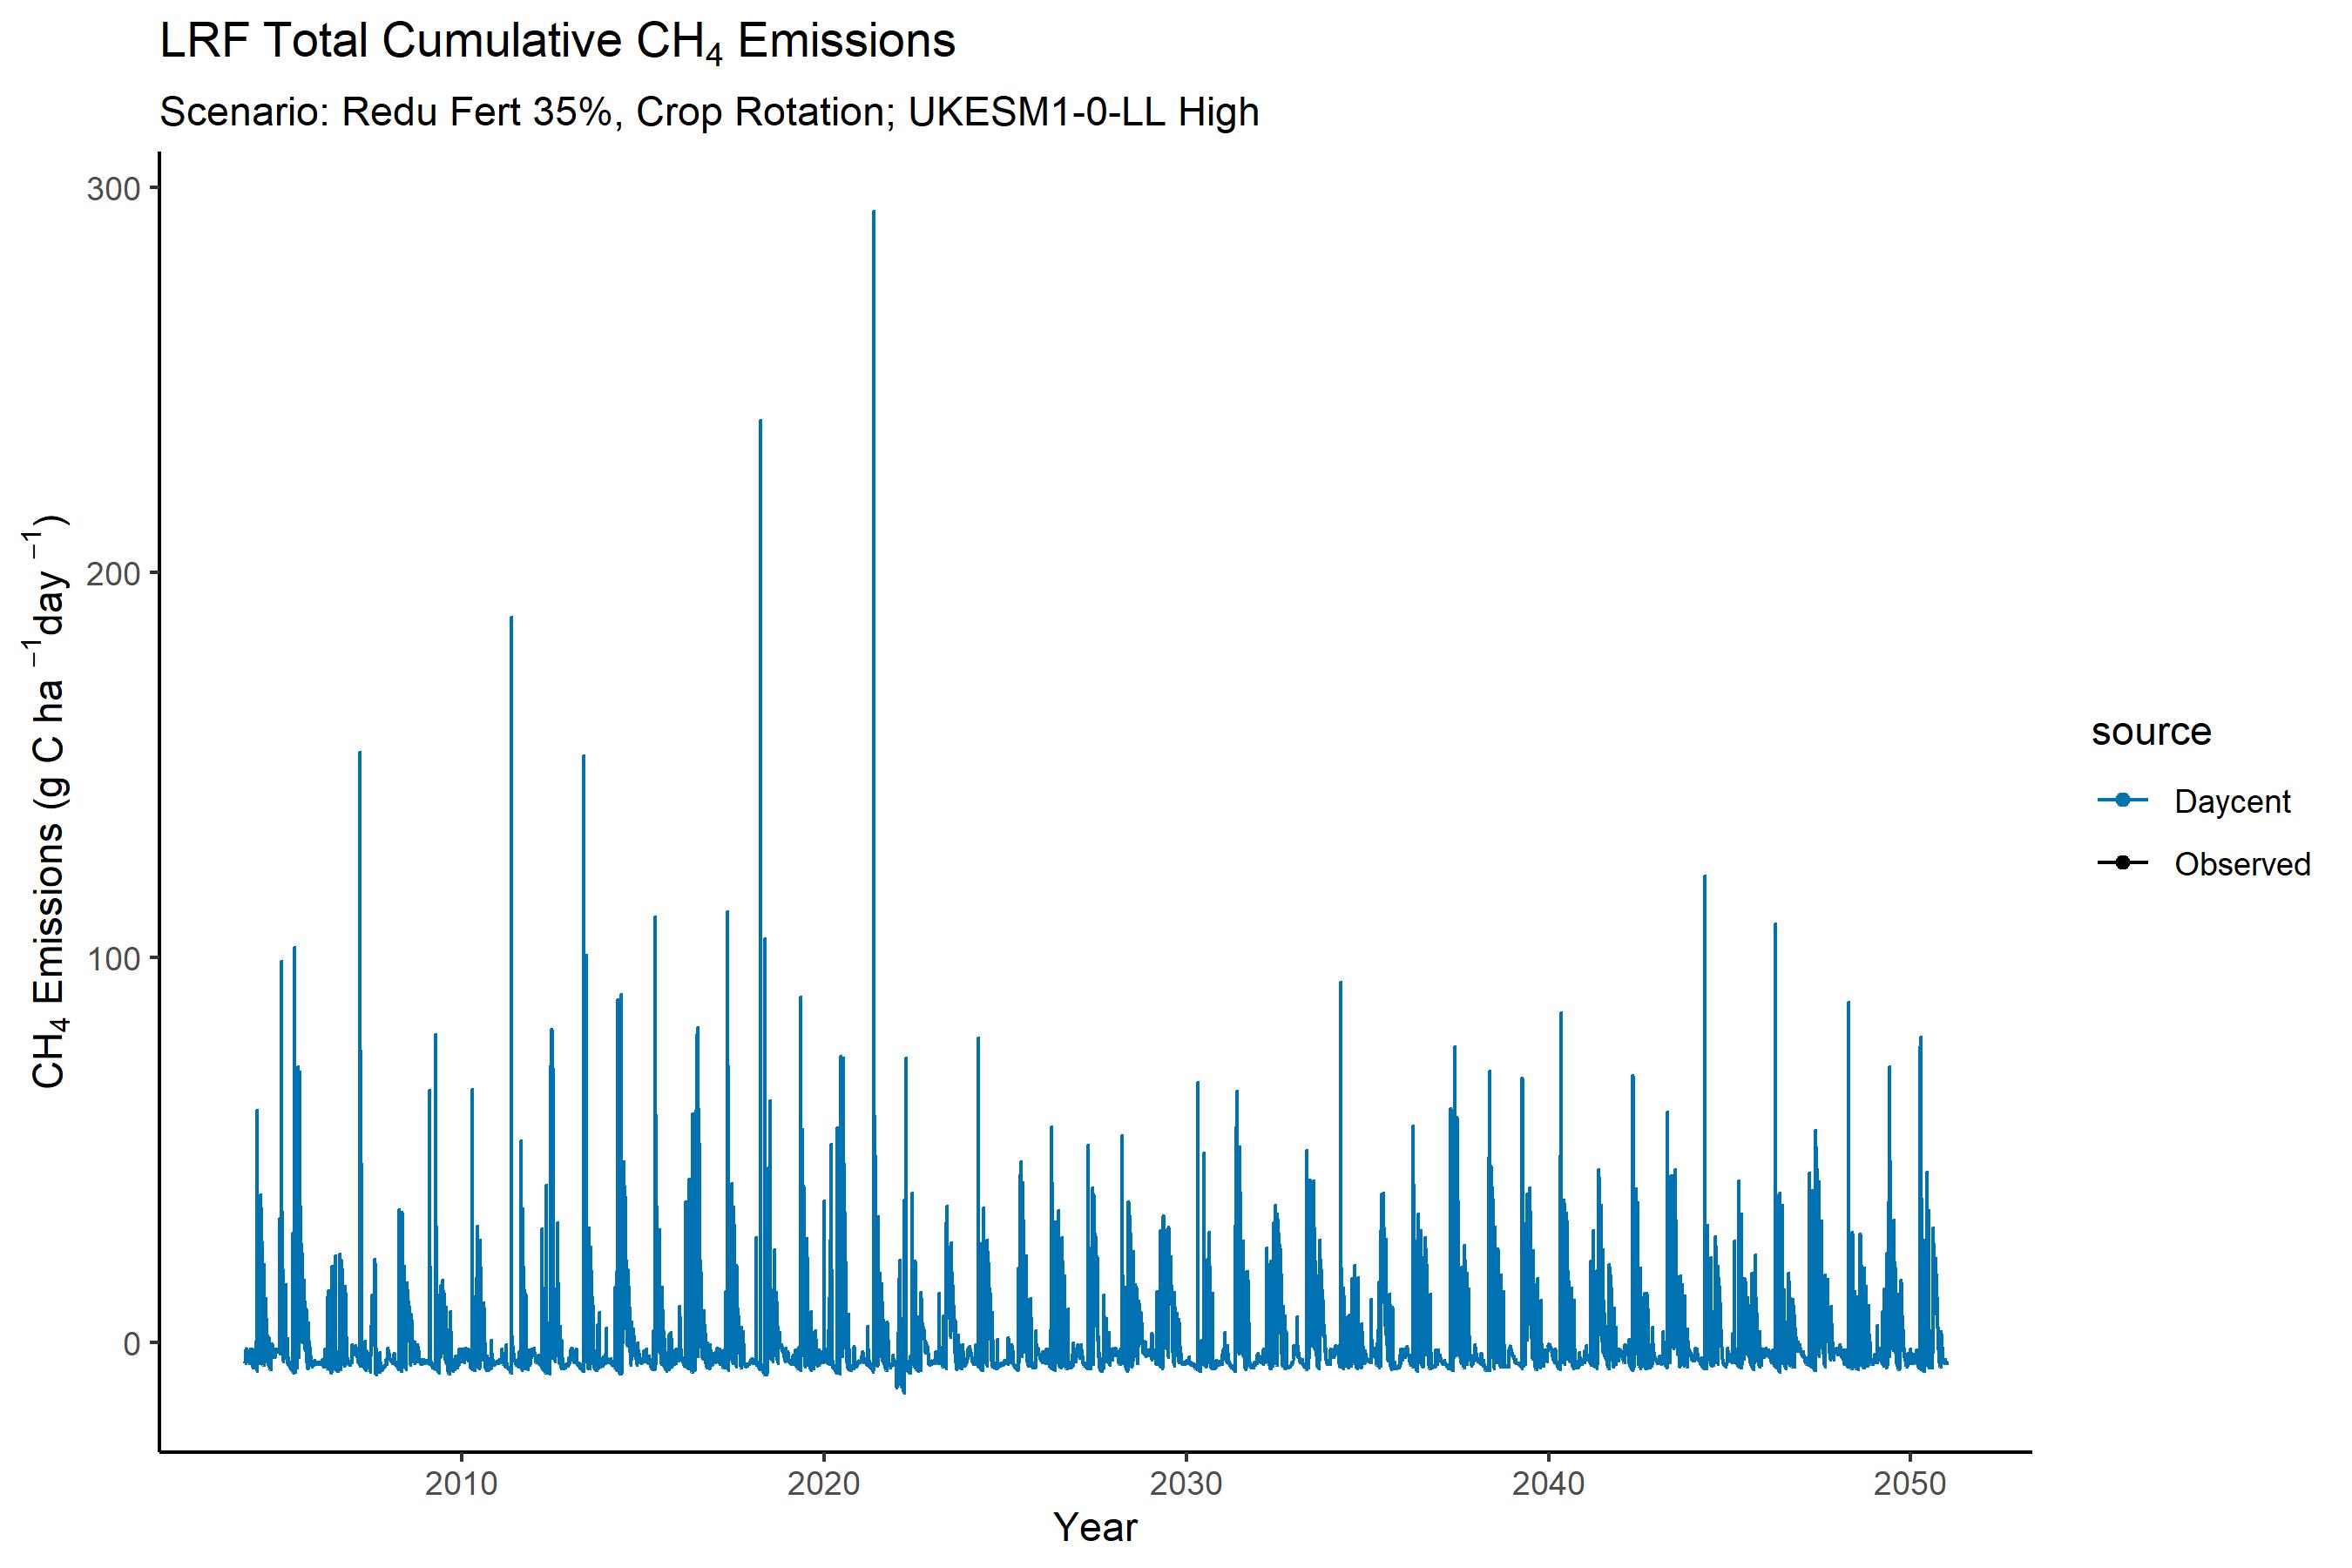 LRF Total Cumulative CH₄ Emissions
Scenario: Redu Fert 35%, Crop Rotation; UKESM1-0-LL High
CH₄ Emissions (g C ha ⁻¹day ⁻¹)
300
200
100
0
2010 2020 2030 2040 2050
Year
source
Daycent
Observed